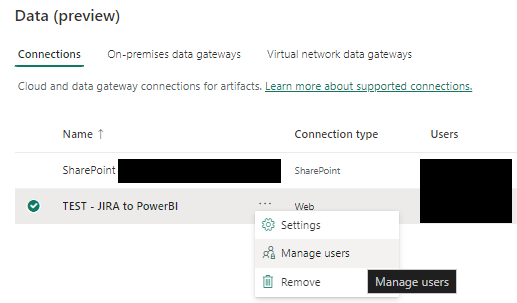 Data (preview)
Connections On-premises data gateways Virtual network data gateways
Cloud and data gateway connections for artifacts. Learn more about supported connections.
Name ↑ Connection type Users
SharePoint SharePoint
TEST - JIRA to PowerBI ... Web
Settings
Manage users
Remove Manage users